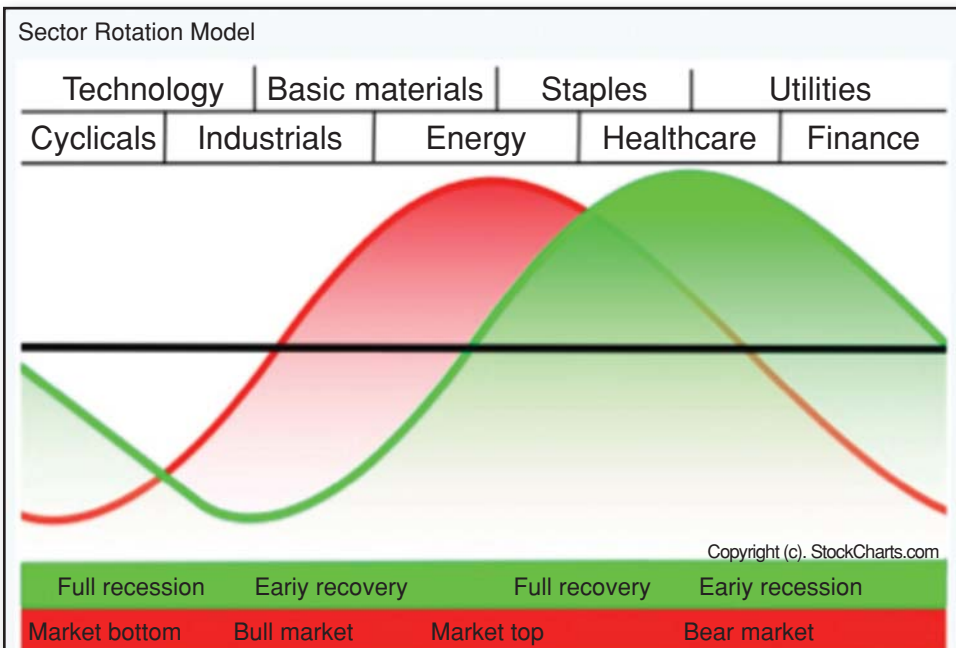 Sector Rotation Model
Technology Basic materials Staples Utilities
Cyclicals Industrials Energy Healthcare Finance
Copyright (c). StockCharts.com
Full recession Eariy recovery Full recovery Eariy recession
Market bottom Bull market Market top Bear market